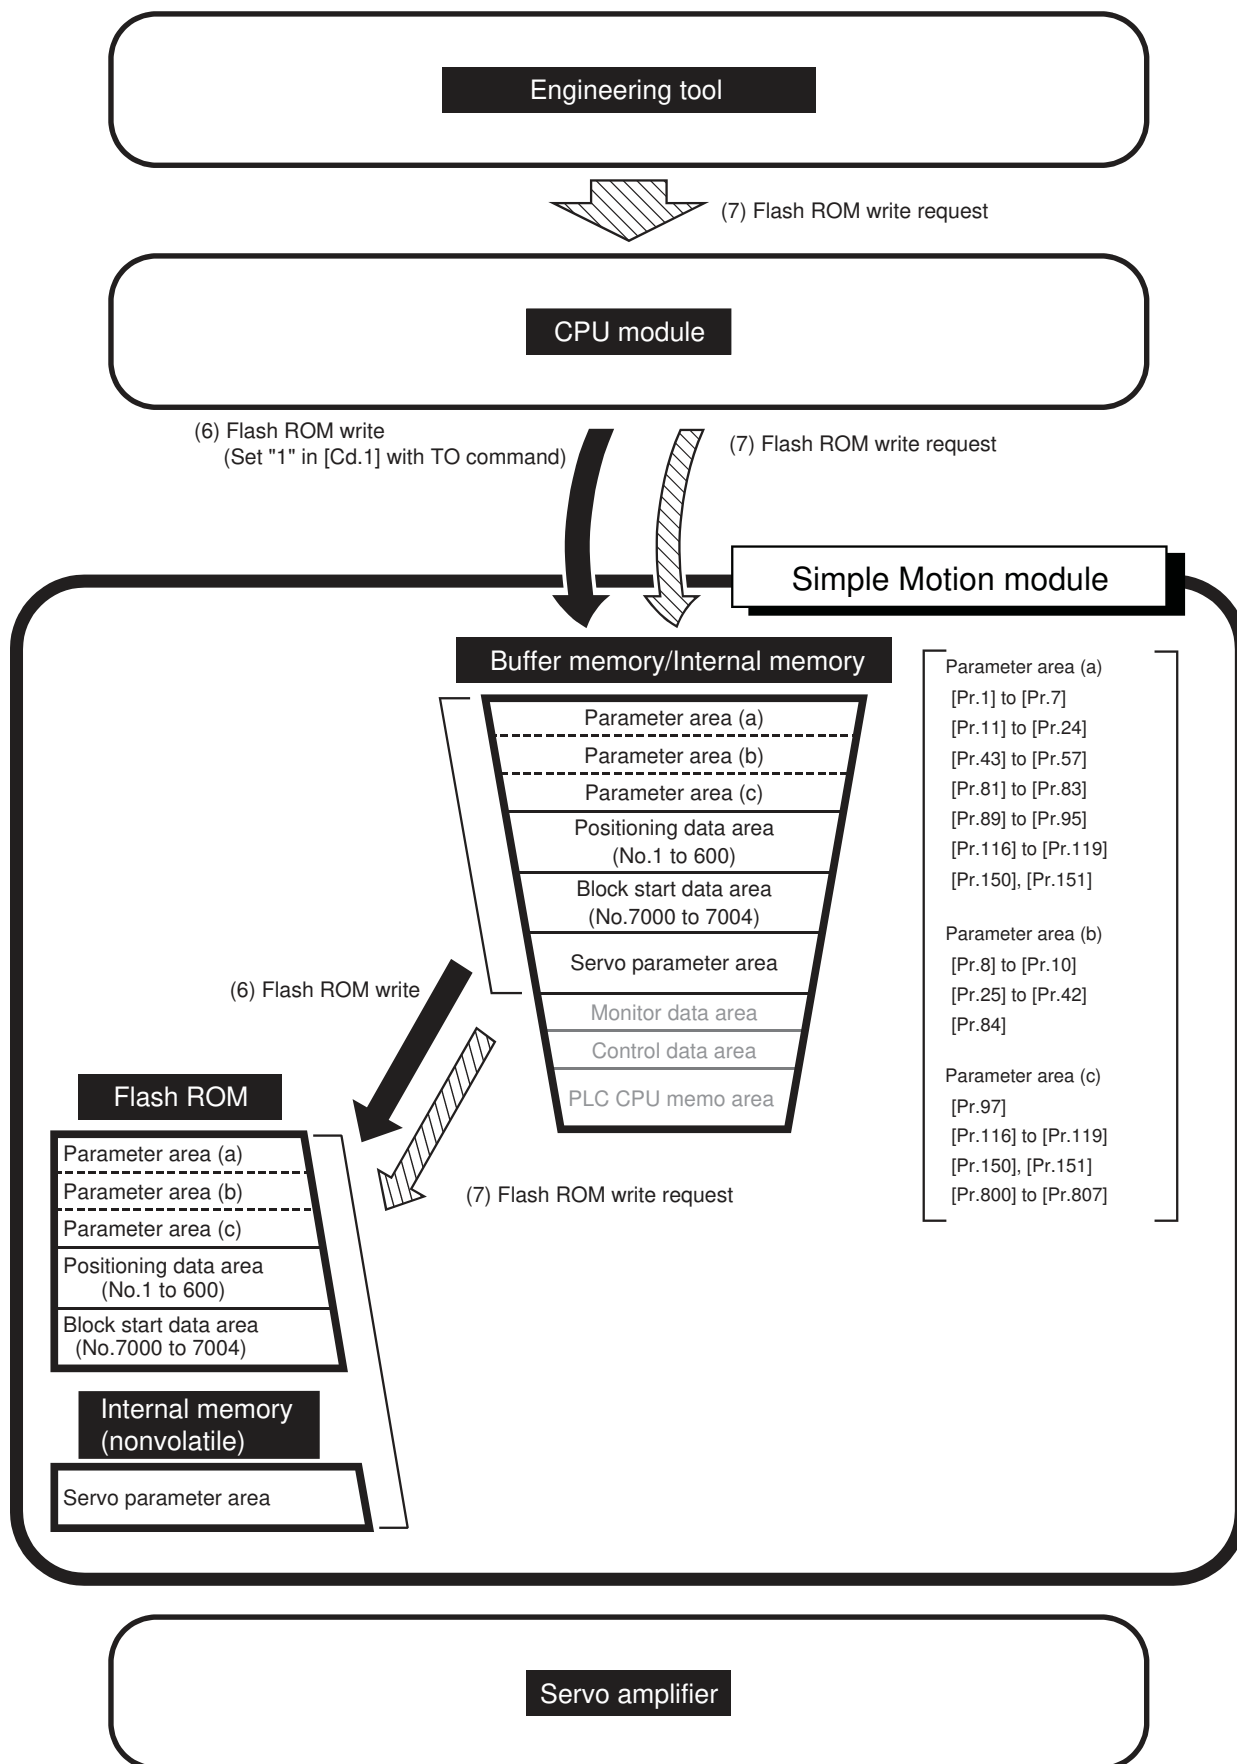 Engineering tool
(7) Flash ROM write request
CPU module
(6) Flash ROM write
(Set "1" in [Cd.1] with TO command)
(7) Flash ROM write request
Simple Motion module
Buffer memory/Internal memory
Parameter area (a)
Parameter area (b)
Parameter area (c)
Positioning data area
(No.1 to 600)
Block start data area
(No.7000 to 7004)
Servo parameter area
Monitor data area
Control data area
PLC CPU memo area
Parameter area (a)
[Pr.1] to [Pr.7]
[Pr.11] to [Pr.24]
[Pr.43] to [Pr.57]
[Pr.81] to [Pr.83]
[Pr.89] to [Pr.95]
[Pr.116] to [Pr.119]
[Pr.150], [Pr.151]
Parameter area (b)
[Pr.8] to [Pr.10]
[Pr.25] to [Pr.42]
[Pr.84]
Parameter area (c)
[Pr.97]
[Pr.116] to [Pr.119]
[Pr.150], [Pr.151]
[Pr.800] to [Pr.807]
(6) Flash ROM write
(7) Flash ROM write request
Flash ROM
Parameter area (a)
Parameter area (b)
Parameter area (c)
Positioning data area
(No.1 to 600)
Block start data area
(No.7000 to 7004)
Internal memory
(nonvolatile)
Servo parameter area
Servo amplifier